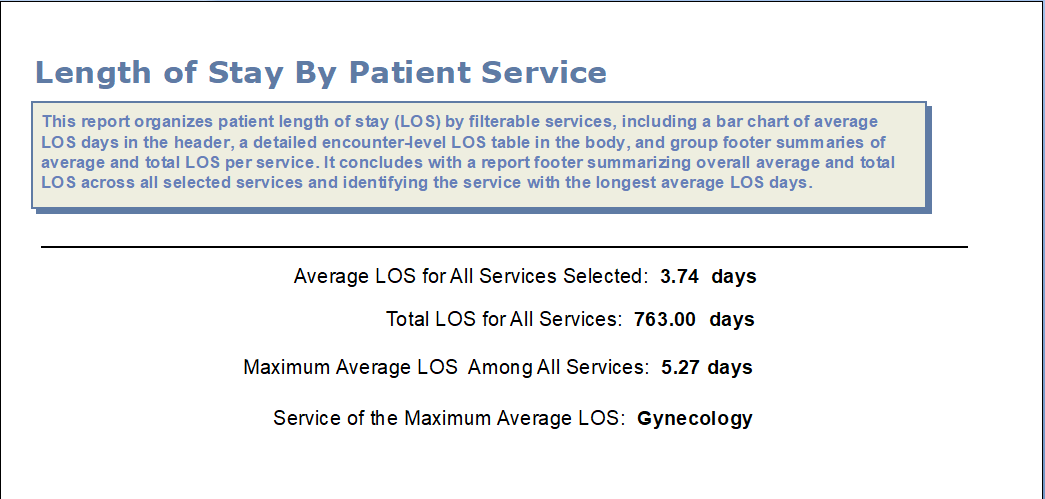 Length of Stay By Patient Service
This report organizes patient length of stay (LOS) by filterable services, including a bar chart of average
LOS days in the header, a detailed encounter-level LOS table in the body, and group footer summaries of
average and total LOS per service. It concludes with a report footer summarizing overall average and total
LOS across all selected services and identifying the service with the longest average LOS days.
Average LOS for All Services Selected: 3.74 days
Total LOS for All Services: 763.00 days
Maximum Average LOS Among All Services: 5.27 days
Service of the Maximum Average LOS: Gynecology